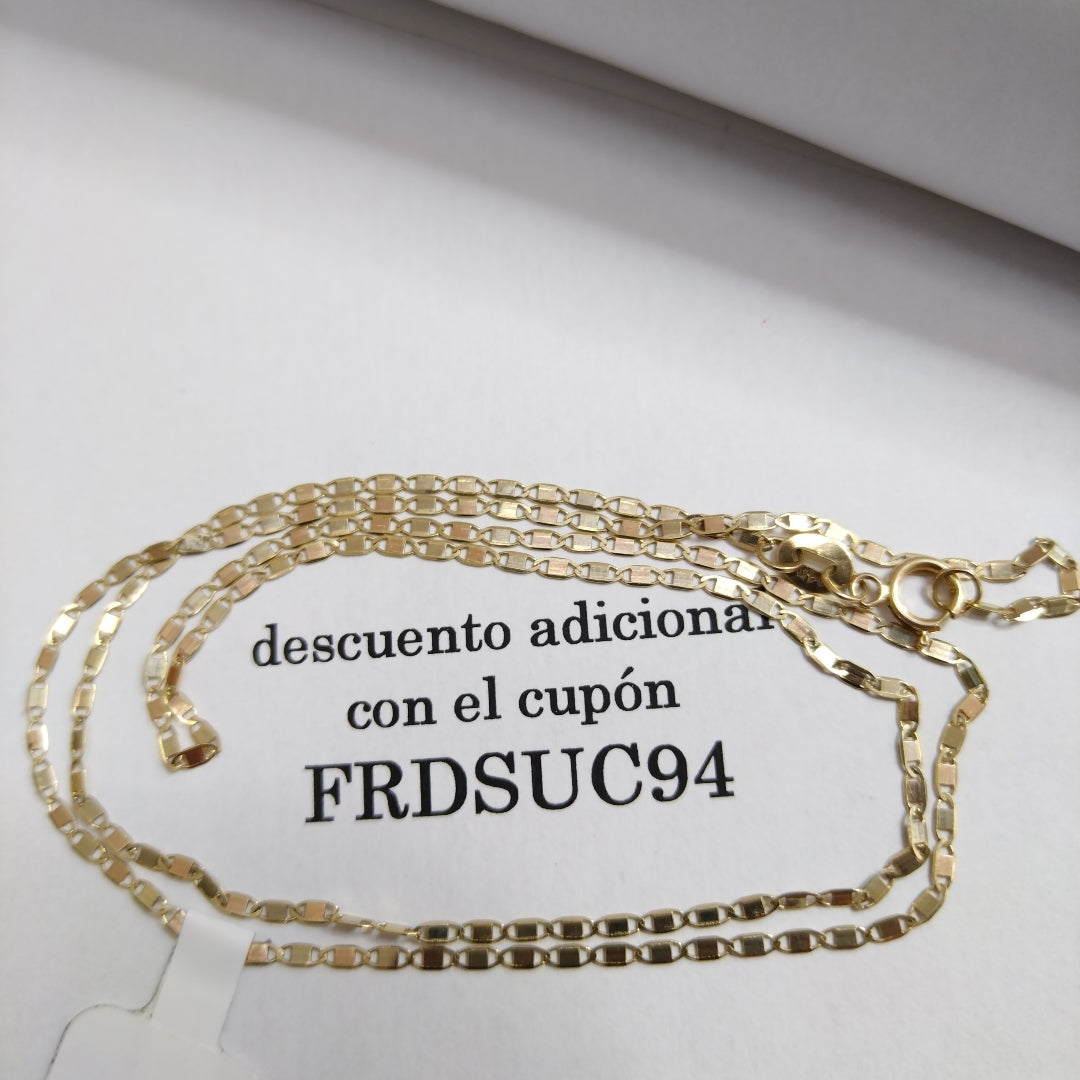 descuento adicional
con el cupón
FRDSUC94